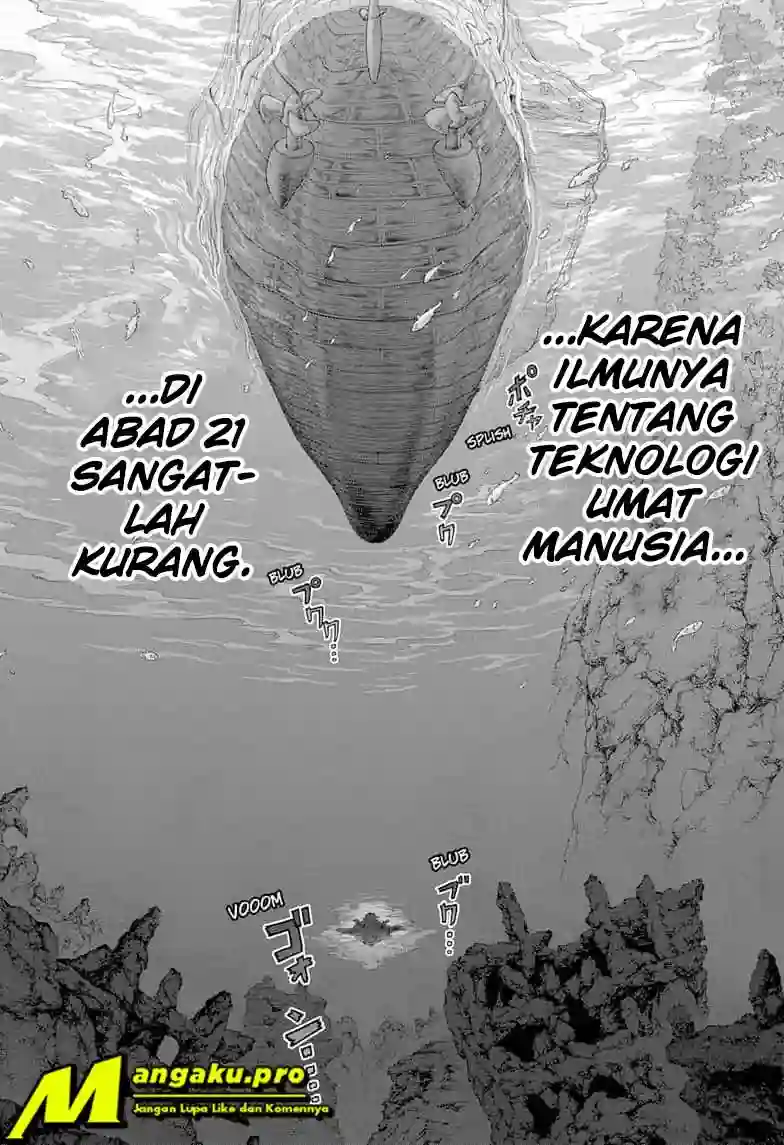 ...KARENA
ILMUNYA
TENTANG
TEKNOLOGI
UMAT
MANUSIA...
...DI
ABAD 21
SANGAT-
LAH
KURANG.
ポチャ
SPLISH
BLUB
プク
BLUB
プクク...
BLUB
ブク...
VOOOM
ゴォン...
Mangaku.pro
Jangan Lupa Like dan Komennya